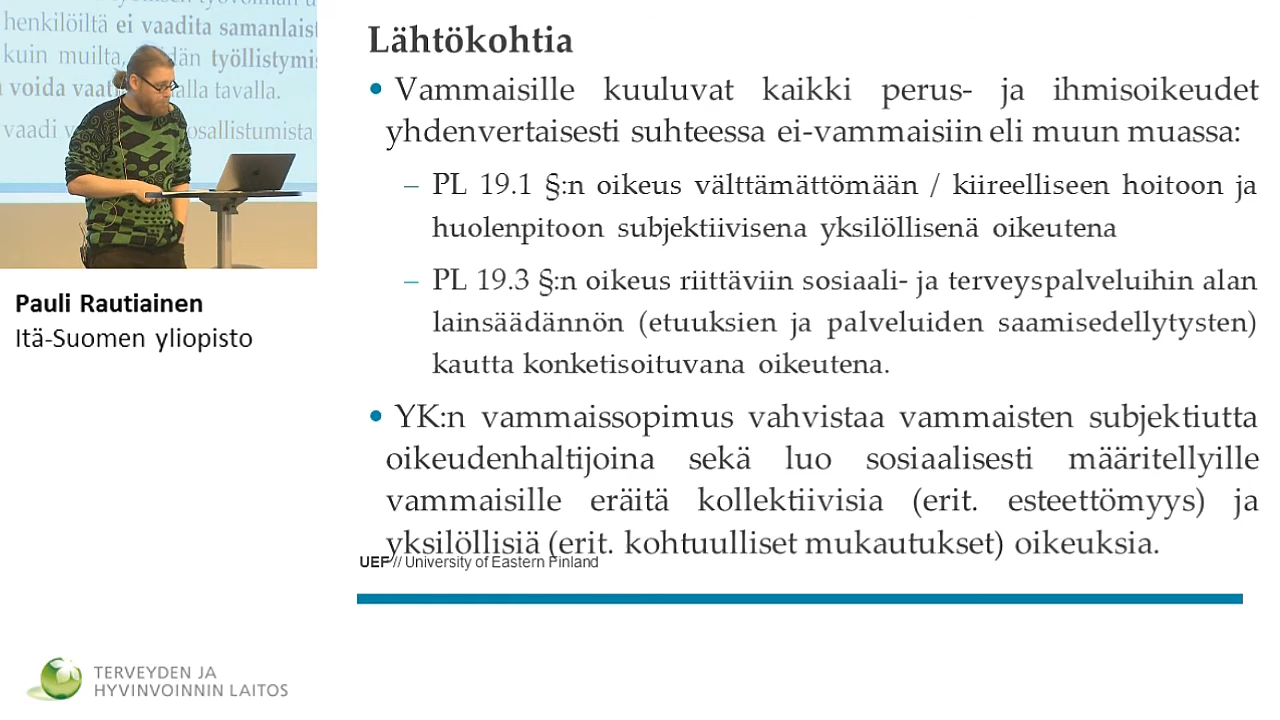 henkilöiltä ei vaadita samanlais
kuin muilta,
työllistymis
voida vaat
alla tavalla.
vaadi
osallistumista
Pauli Rautiainen
Itä-Suomen yliopisto
Lähtökohtia
• Vammaisille kuuluvat kaikki perus- ja ihmisoikeudet
yhdenvertaisesti suhteessa ei-vammaisiin eli muun muassa:
– PL 19.1 §:n oikeus välttämättömään / kiireelliseen hoitoon ja
huolenpitoon subjektiivisena yksilöllisenä oikeutena
– PL 19.3 §:n oikeus riittäviin sosiaali- ja terveyspalveluihin alan
lainsäädännön (etuuksien ja palveluiden saamisedellytysten)
kautta konketisoituvana oikeutena.
• YK:n vammaissopimus vahvistaa vammaisten subjektiutta
oikeudenhaltijoina sekä luo sosiaalisesti määritellyille
vammaisille eräitä kollektiivisia (erit. esteettömyys) ja
yksilöllisiä (erit. kohtuulliset mukautukset) oikeuksia.
UEF // University of Eastern Finland
TERVEYDEN JA
HYVINVOINNIN LAITOS